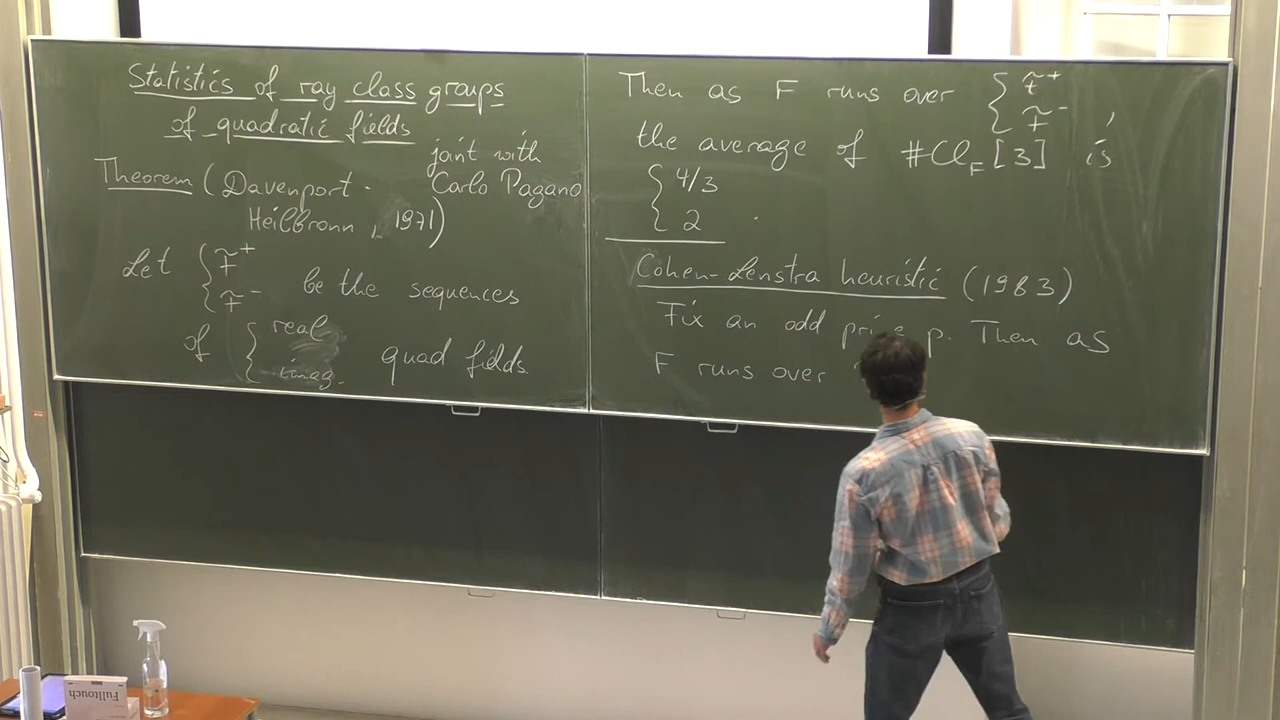 Statistics of ray class groups
of quadratic fields
joint with
Carlo Pagano
Theorem (Davenport -
Heilbronn, 1971)
Let { F̃⁺
F̃⁻ be the sequences
of { real
imag. quad fields
Then as F runs over { F̃⁺
F̃⁻ ,
the average of #Cl_F[3] is
{ 4/3
2 .
Cohen-Lenstra heuristic (1983)
Fix an odd prime p. Then as
F runs over
Fulltouch